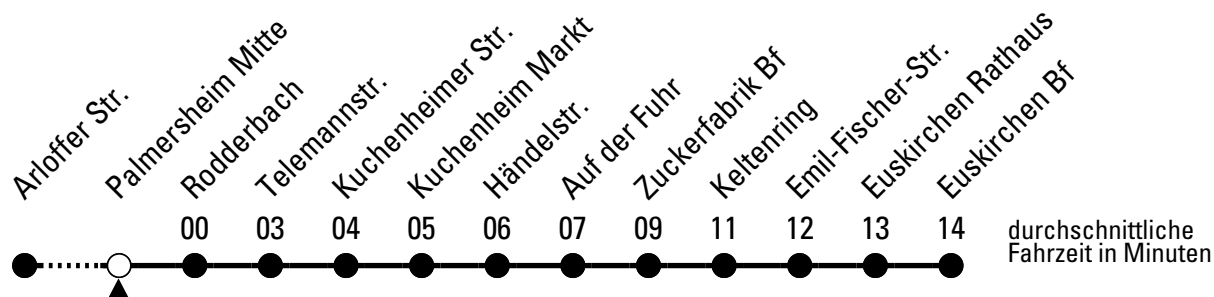 Arloffer Str.
Palmersheim Mitte
Rodderbach
Telemannstr.
Kuchenheimer Str.
Kuchenheim Markt
Händelstr.
Auf der Fuhr
Zuckerfabrik Bf
Keltenring
Emil-Fischer-Str.
Euskirchen Rathaus
Euskirchen Bf
00 03 04 05 06 07 09 11 12 13 14
durchschnittliche
Fahrzeit in Minuten